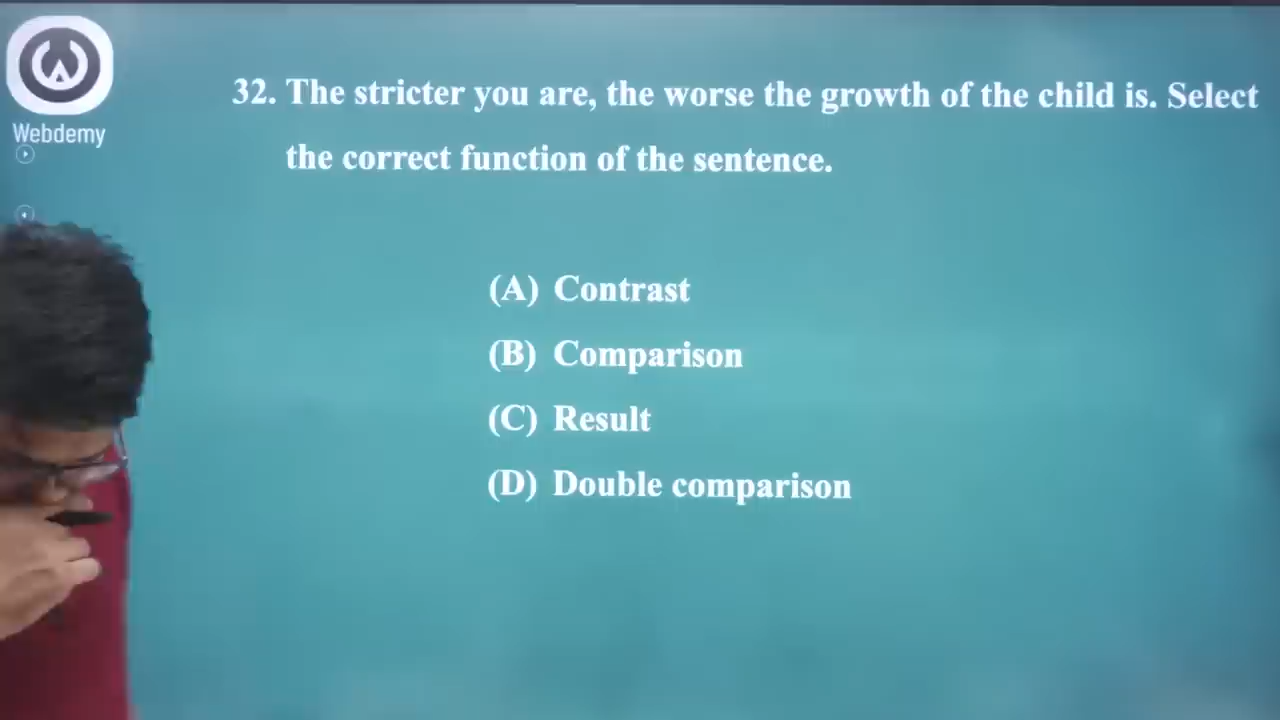 Webdemy
32. The stricter you are, the worse the growth of the child is. Select
the correct function of the sentence.
(A) Contrast
(B) Comparison
(C) Result
(D) Double comparison